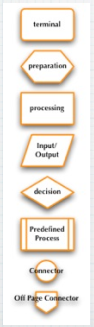 terminal
preparation
processing
Input/
Output
decision
Predefined
Process
Connector
Off Page Connector